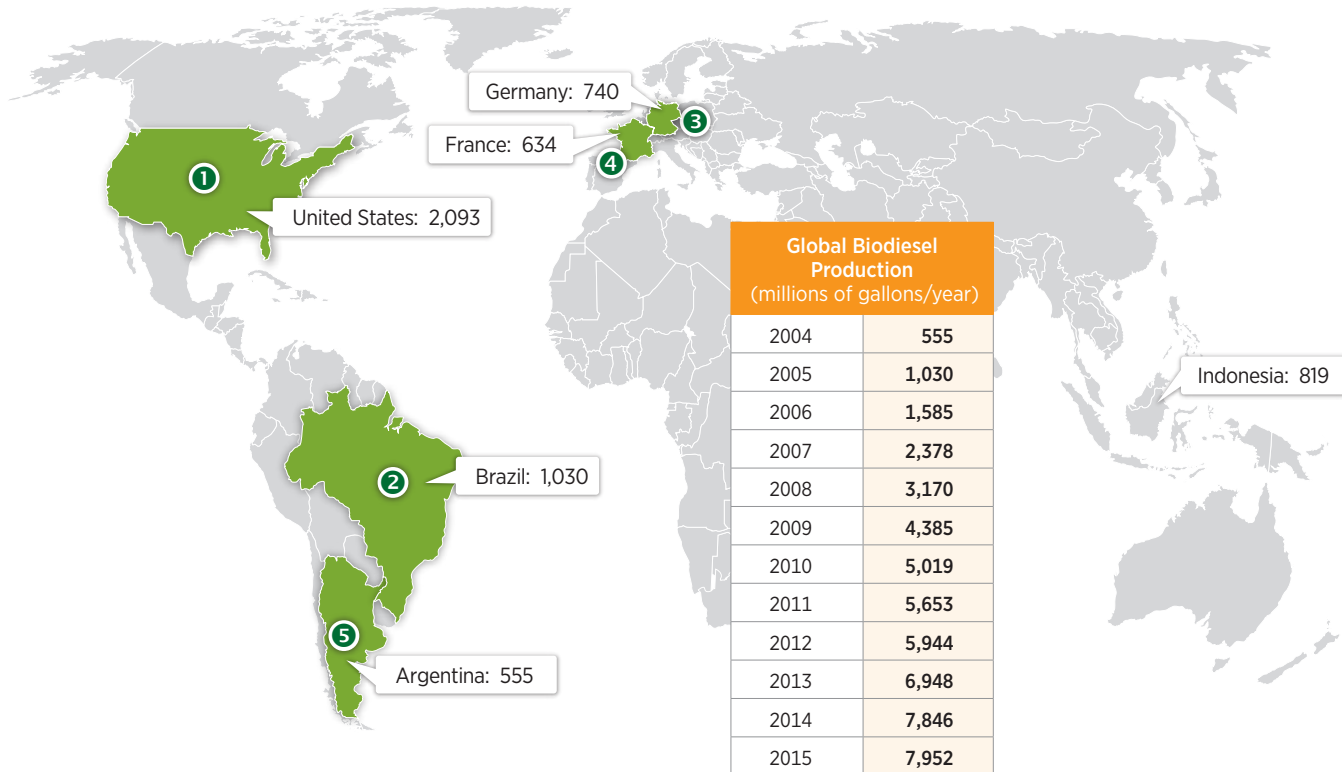 Germany: 740
3
France: 634
4
1
United States: 2,093
Global Biodiesel
Production
(millions of gallons/year)
2004 555
2005 1,030
2006 1,585
2007 2,378
2008 3,170
2009 4,385
2010 5,019
2011 5,653
2012 5,944
2013 6,948
2014 7,846
2015 7,952
Indonesia: 819
2
Brazil: 1,030
5
Argentina: 555